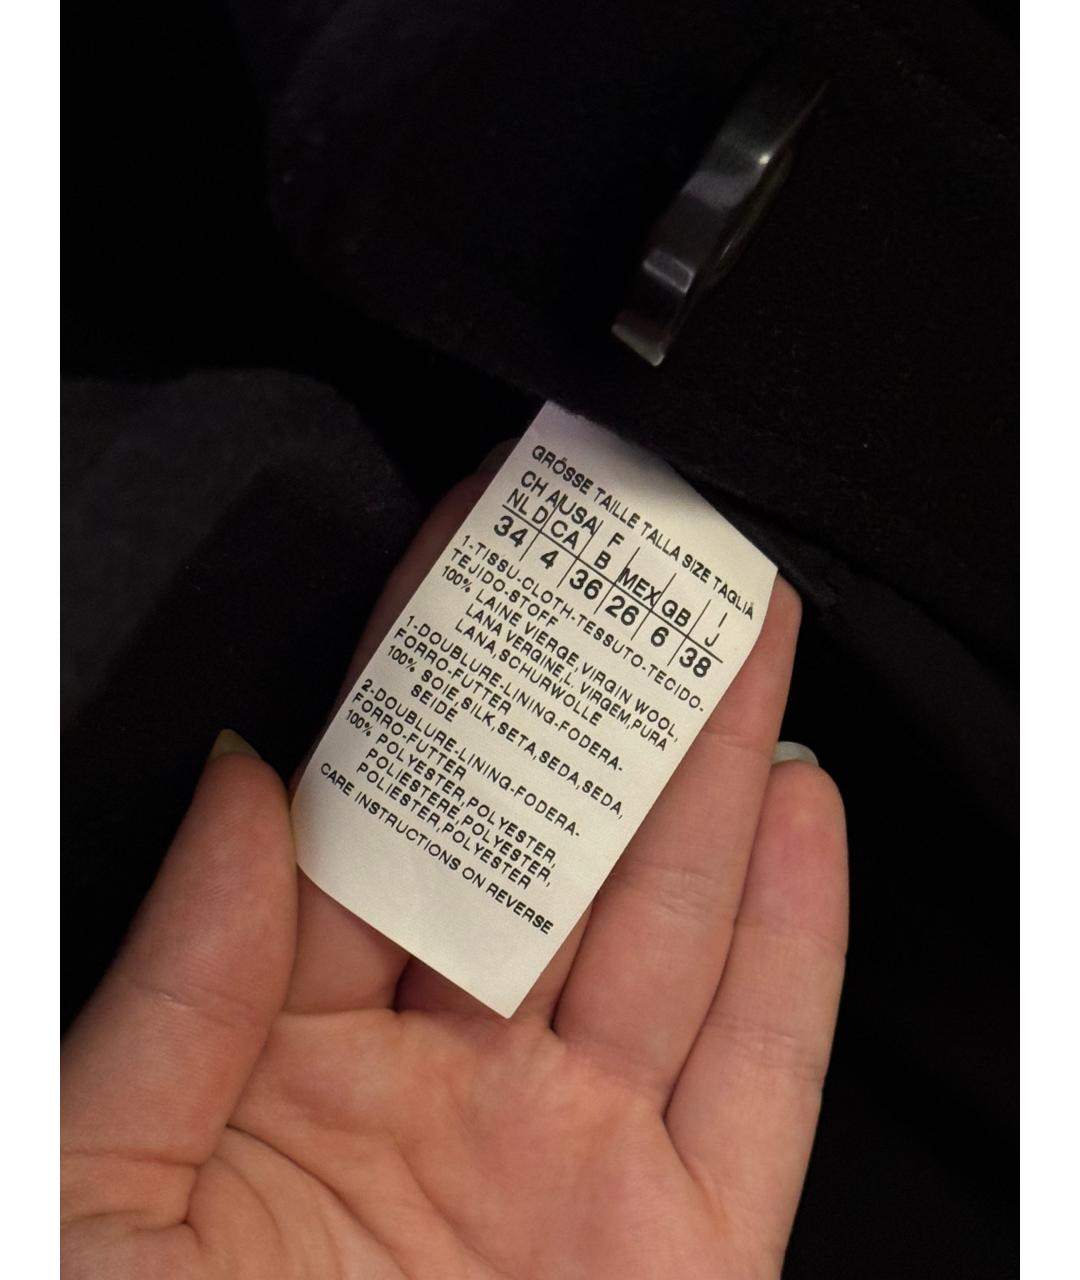 GRÖSSE TAILLE TALLA SIZE TAGLIA
CH A USA F MEX GB I
NL D CA B J
34 4 36 26 6 38
1-TISSU-CLOTH-TESSUTO-TECIDO-
TEJIDO-STOFF
100% LAINE VIERGE,VIRGIN WOOL,
LANA VERGINE,L. VIRGEM,PURA
LANA,SCHURWOLLE
1-DOUBLURE-LINING-FODERA-
FORRO-FUTTER
100% SOIE,SILK,SETA,SEDA,SEDA,
SEIDE
2-DOUBLURE-LINING-FODERA-
FORRO-FUTTER
100% POLYESTER,POLYESTER,
POLIESTERE,POLYESTER,
POLIESTER,POLYESTER
CARE INSTRUCTIONS ON REVERSE